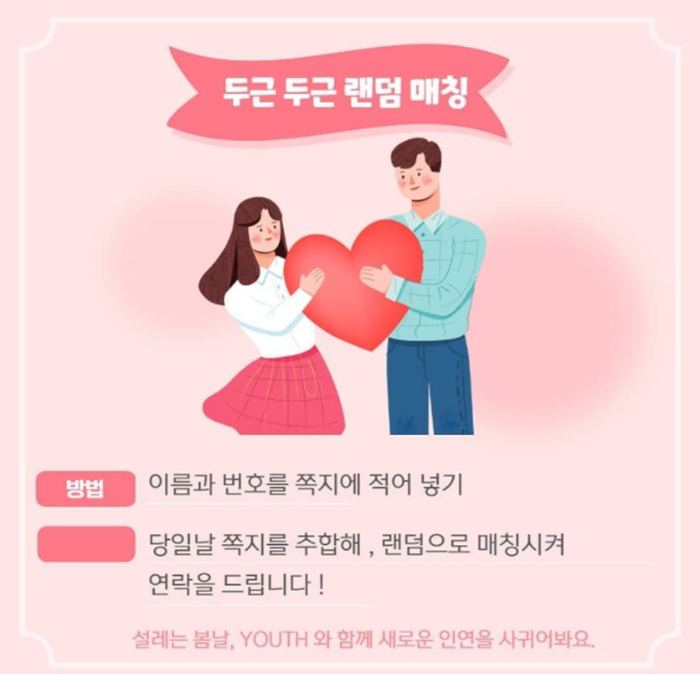 두근 두근 랜덤 매칭
방법
이름과 번호를 쪽지에 적어 넣기
당일날 쪽지를 추합해 , 랜덤으로 매칭시켜
연락을 드립니다 !
설레는 봄날, YOUTH 와 함께 새로운 인연을 사귀어봐요.